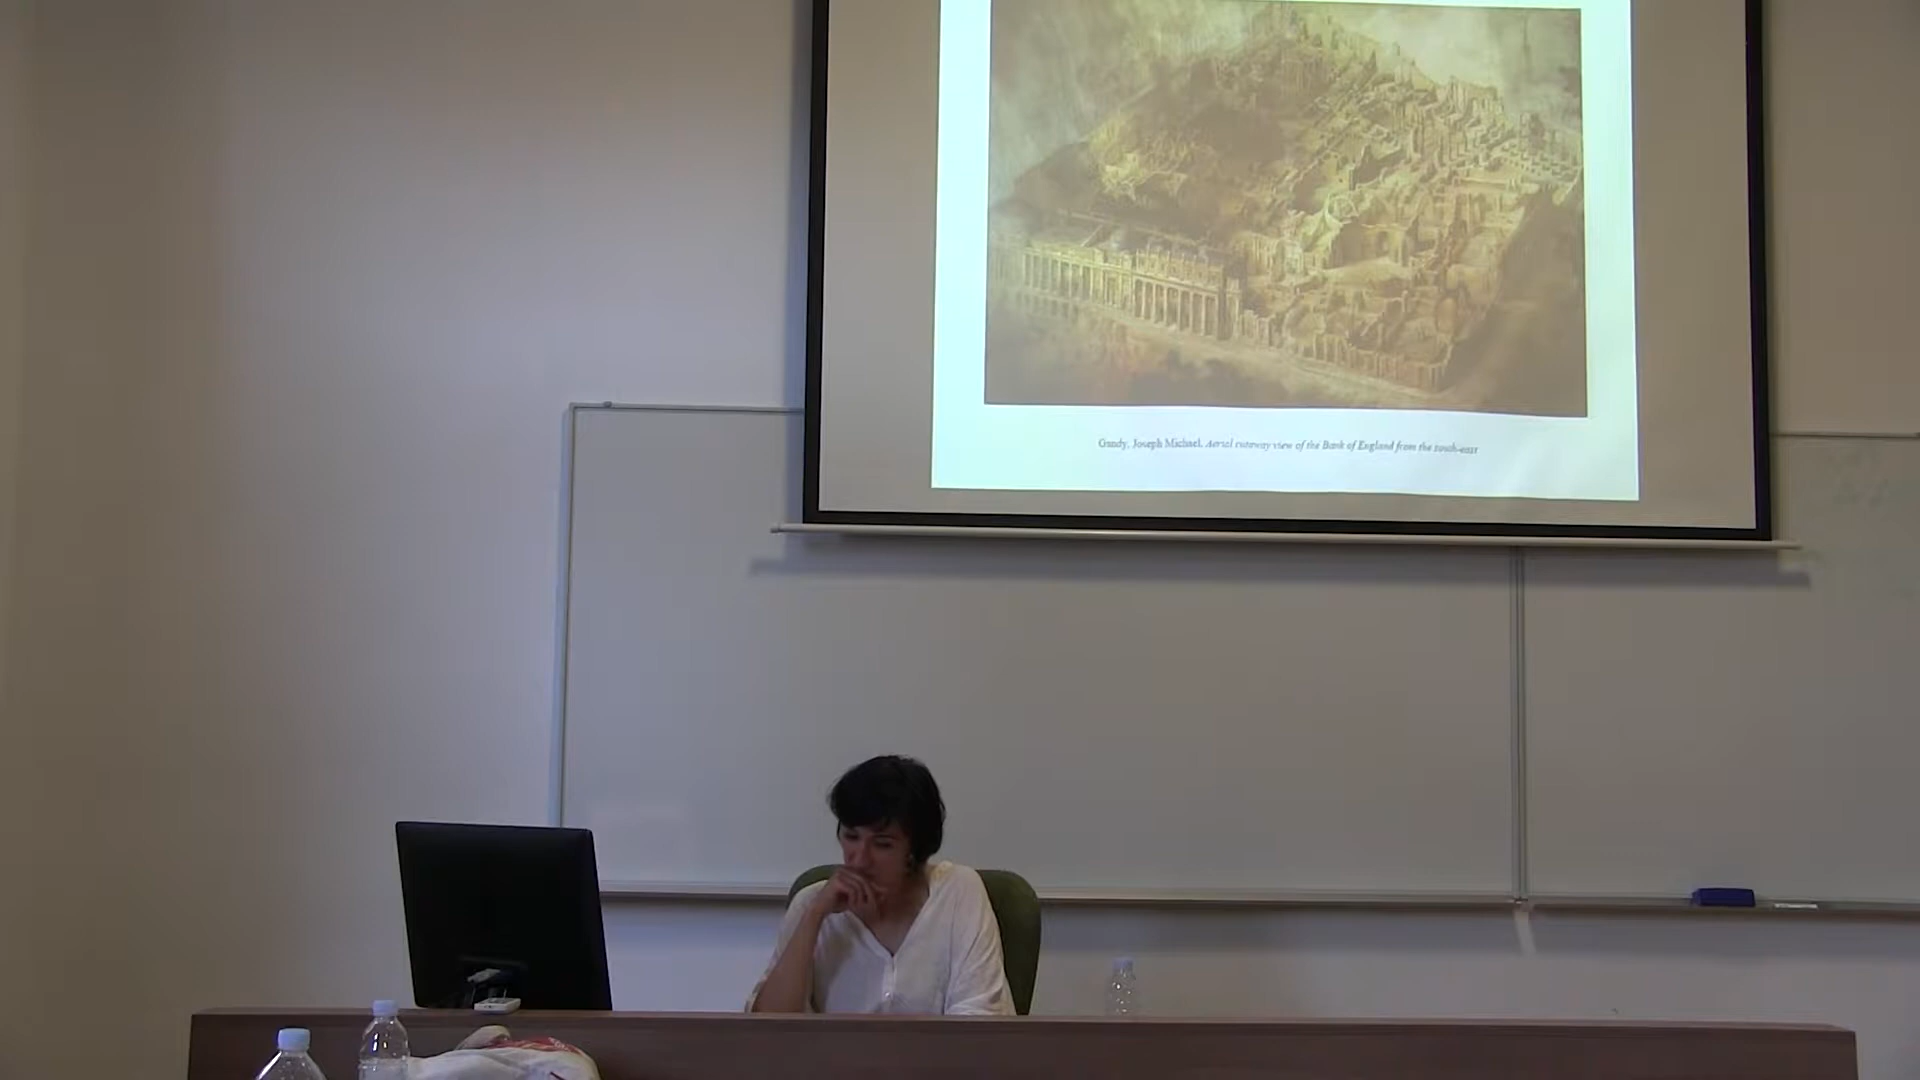 Gandy, Joseph Michael. Aerial cutaway view of the Bank of England from the south-east